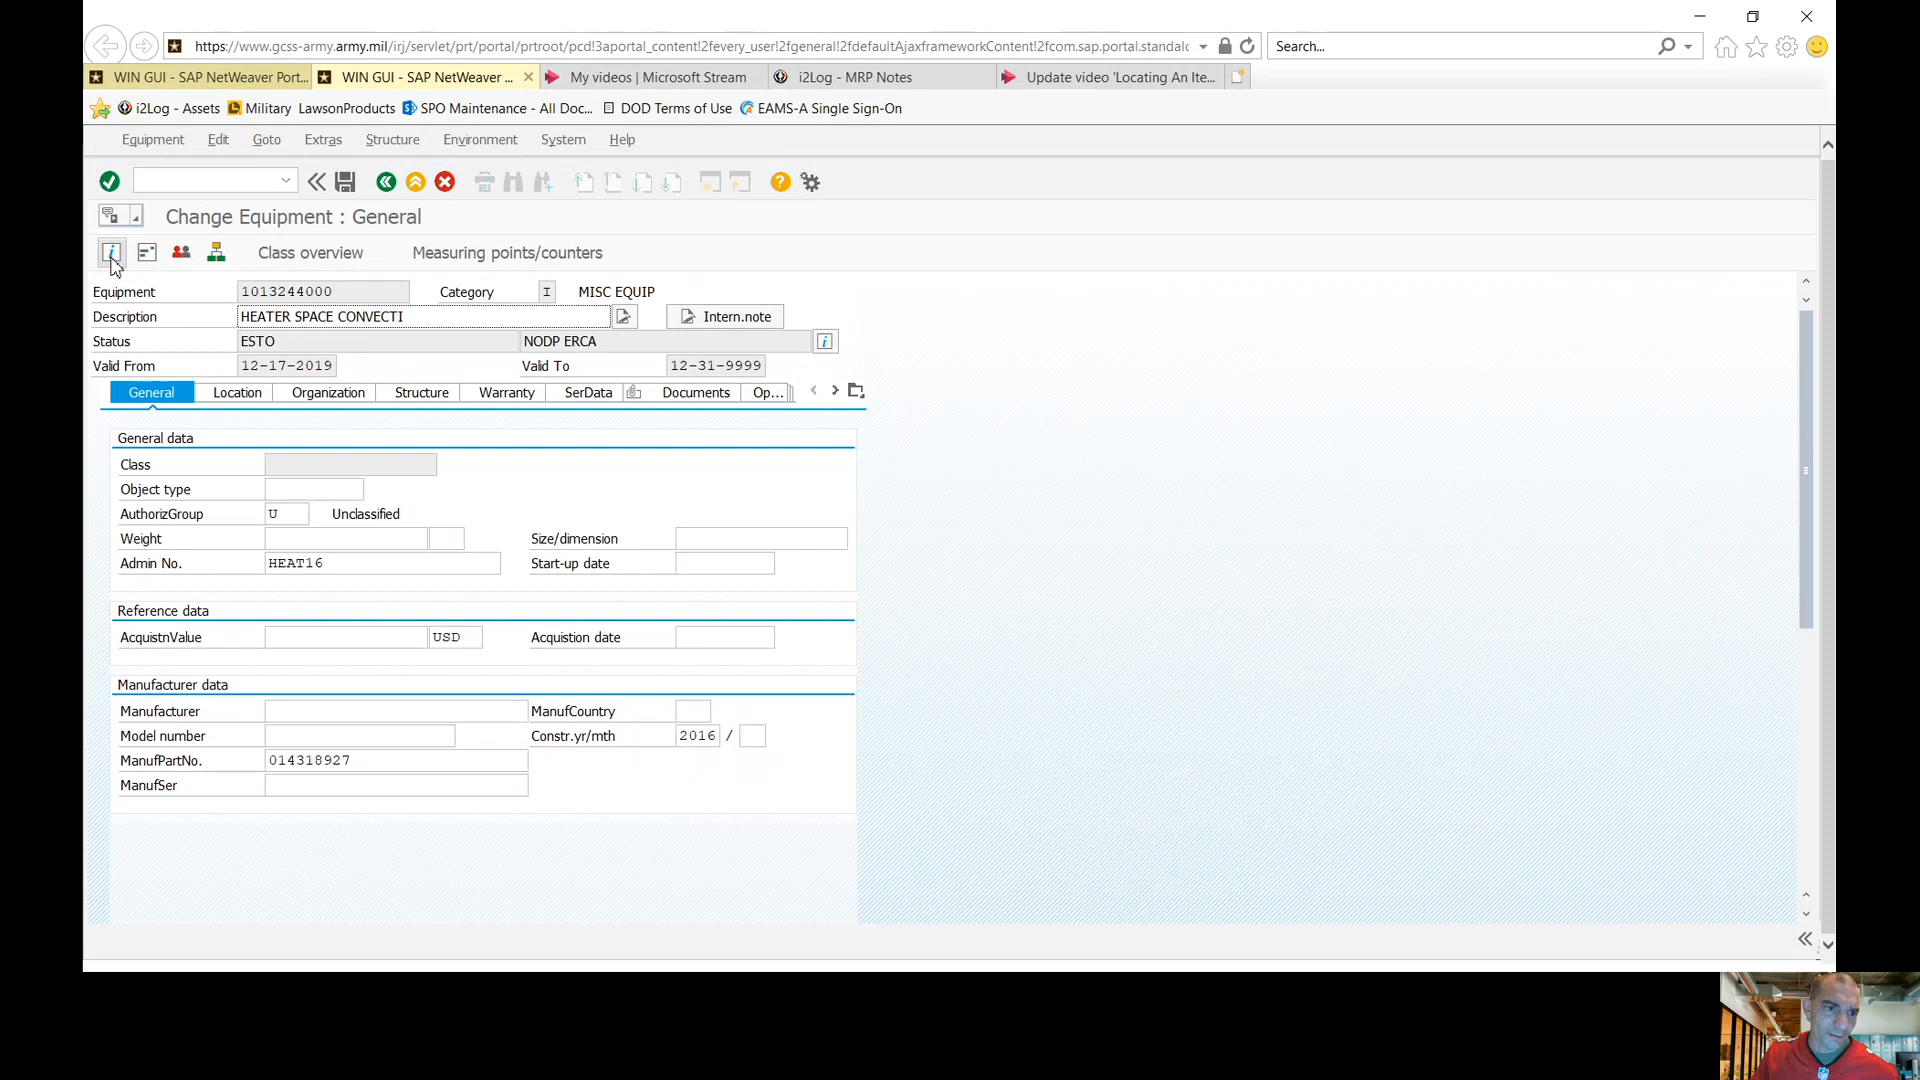 https://www.gcss-army.army.mil/irj/servlet/prt/portal/prtroot/pcd!3aportal_content!2fevery_user!2fgeneral!2fdefaultAjaxframeworkContent!2fcom.sap.portal.standalc
Search...
WIN GUI - SAP NetWeaver Port...
WIN GUI - SAP NetWeaver ...
My videos | Microsoft Stream
i2Log - MRP Notes
Update video 'Locating An Ite...
i2Log - Assets
Military
LawsonProducts
SPO Maintenance - All Doc...
DOD Terms of Use
EAMS-A Single Sign-On
Equipment Edit Goto Extras Structure Environment System Help
Change Equipment : General
Class overview Measuring points/counters
Equipment 1013244000 Category I MISC EQUIP
Description HEATER SPACE CONVECTI Intern.note
Status ESTO NODP ERCA
Valid From 12-17-2019 Valid To 12-31-9999
General Location Organization Structure Warranty SerData Documents Op...
General data
Class
Object type
AuthorizGroup U Unclassified
Weight Size/dimension
Admin No. HEAT16 Start-up date
Reference data
AcquistnValue USD Acquistion date
Manufacturer data
Manufacturer ManufCountry
Model number Constr.yr/mth 2016 /
ManufPartNo. 014318927
ManufSer